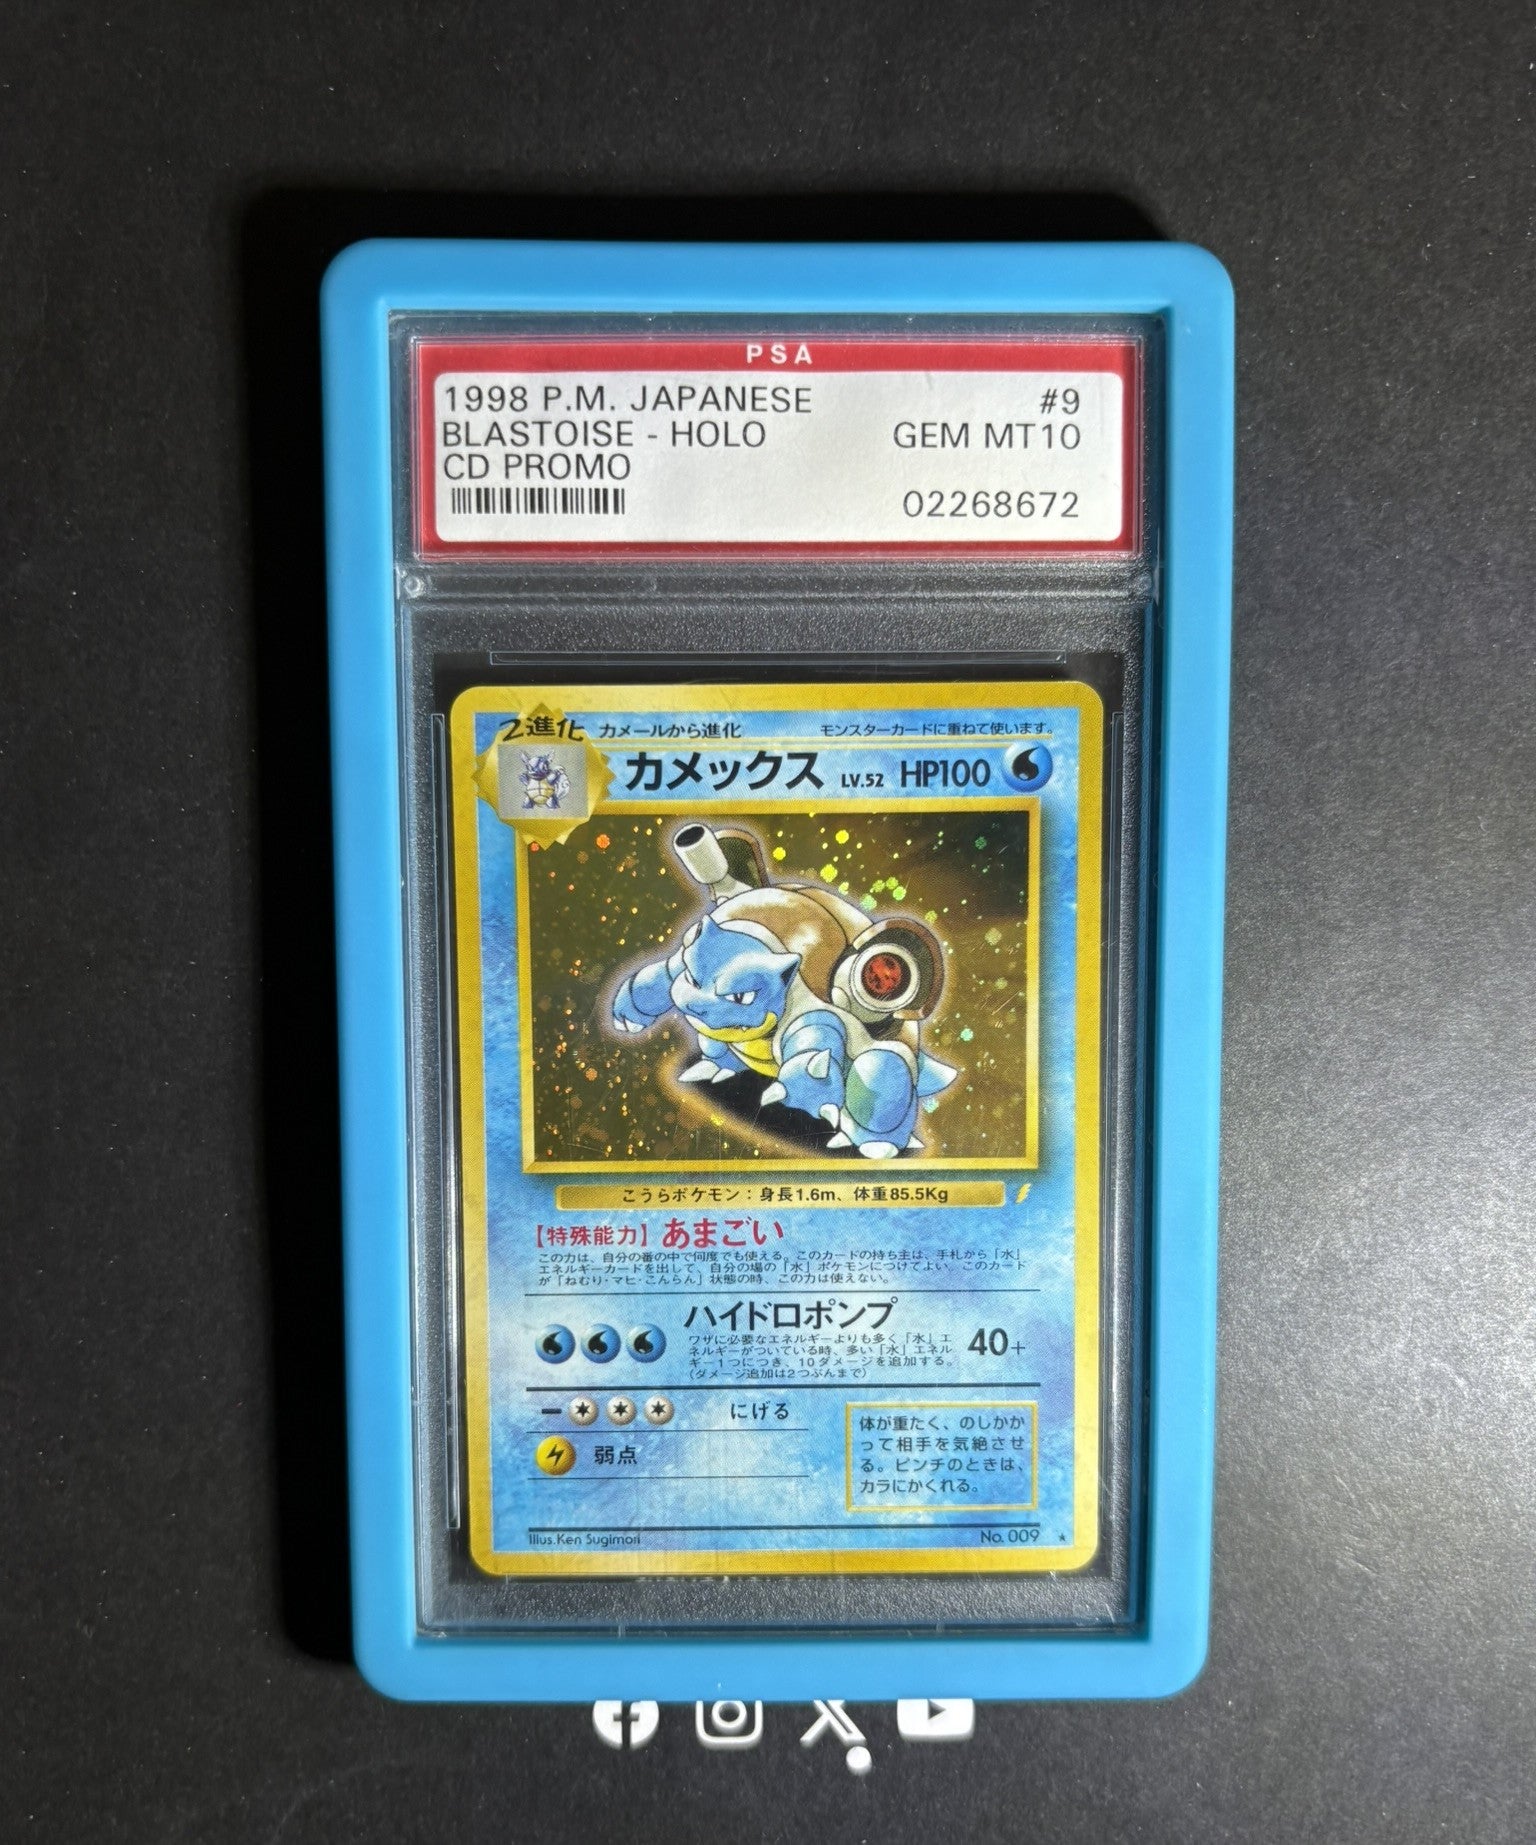 PSA
1998 P.M. JAPANESE #9
BLASTOISE - HOLO GEM MT 10
CD PROMO
02268672
2進化 カメールから進化 モンスターカードに重ねて使います。
カメックス LV.52 HP100
こうらポケモン：身長1.6m、体重85.5Kg
【特殊能力】あまごい
この力は、自分の番の中で何度でも使える。このカードの持ち主は、手札から「水」
エネルギーカードを出して、自分の場の「水」ポケモンにつけてよい。このカード
が「ねむり・マヒ・こんらん」状態の時、この力は使えない。
ハイドロポンプ
ワザに必要なエネルギーよりも多く「水」エ
ネルギーがついている時、多い「水」エネル
ギー1つにつき、10ダメージを追加する。
（ダメージ追加は2つぶんまで）
40+
にげる
弱点
体が重たく、のしかか
って相手を気絶させ
る。ピンチのときは、
カラにかくれる。
Illus.Ken Sugimori No. 009